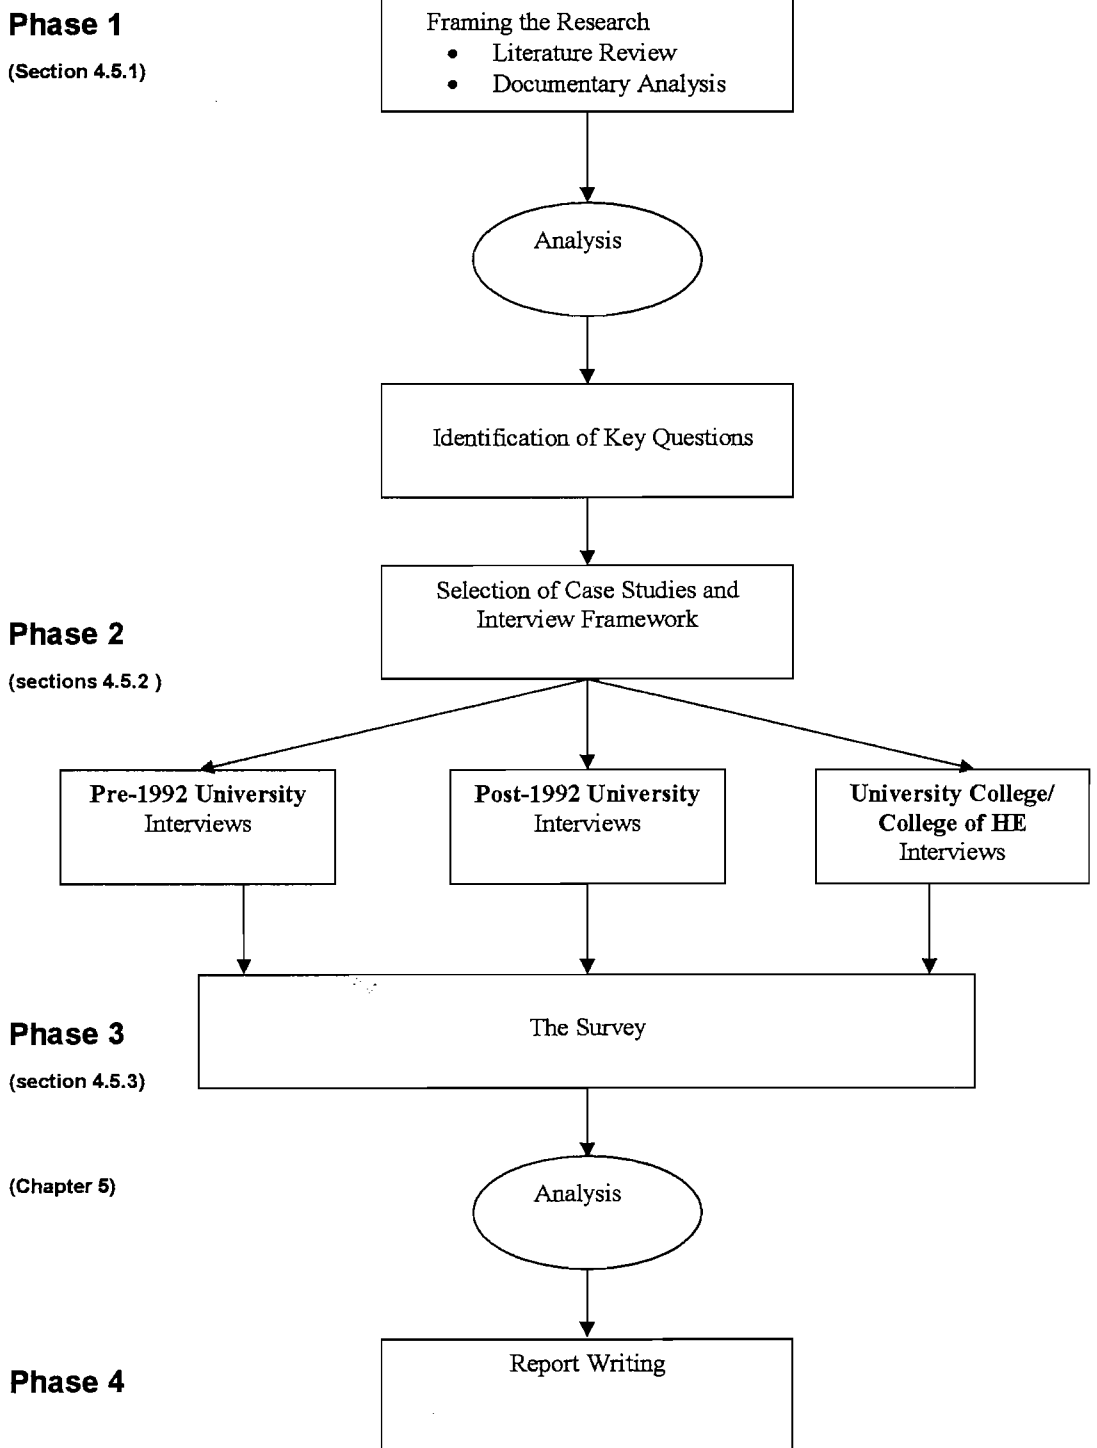 Phase 1
(Section 4.5.1)
Framing the Research
• Literature Review
• Documentary Analysis
Analysis
Identification of Key Questions
Selection of Case Studies and
Interview Framework
Phase 2
(sections 4.5.2 )
Pre-1992 University
Interviews
Post-1992 University
Interviews
University College/
College of HE
Interviews
The Survey
Phase 3
(section 4.5.3)
(Chapter 5)
Analysis
Report Writing
Phase 4